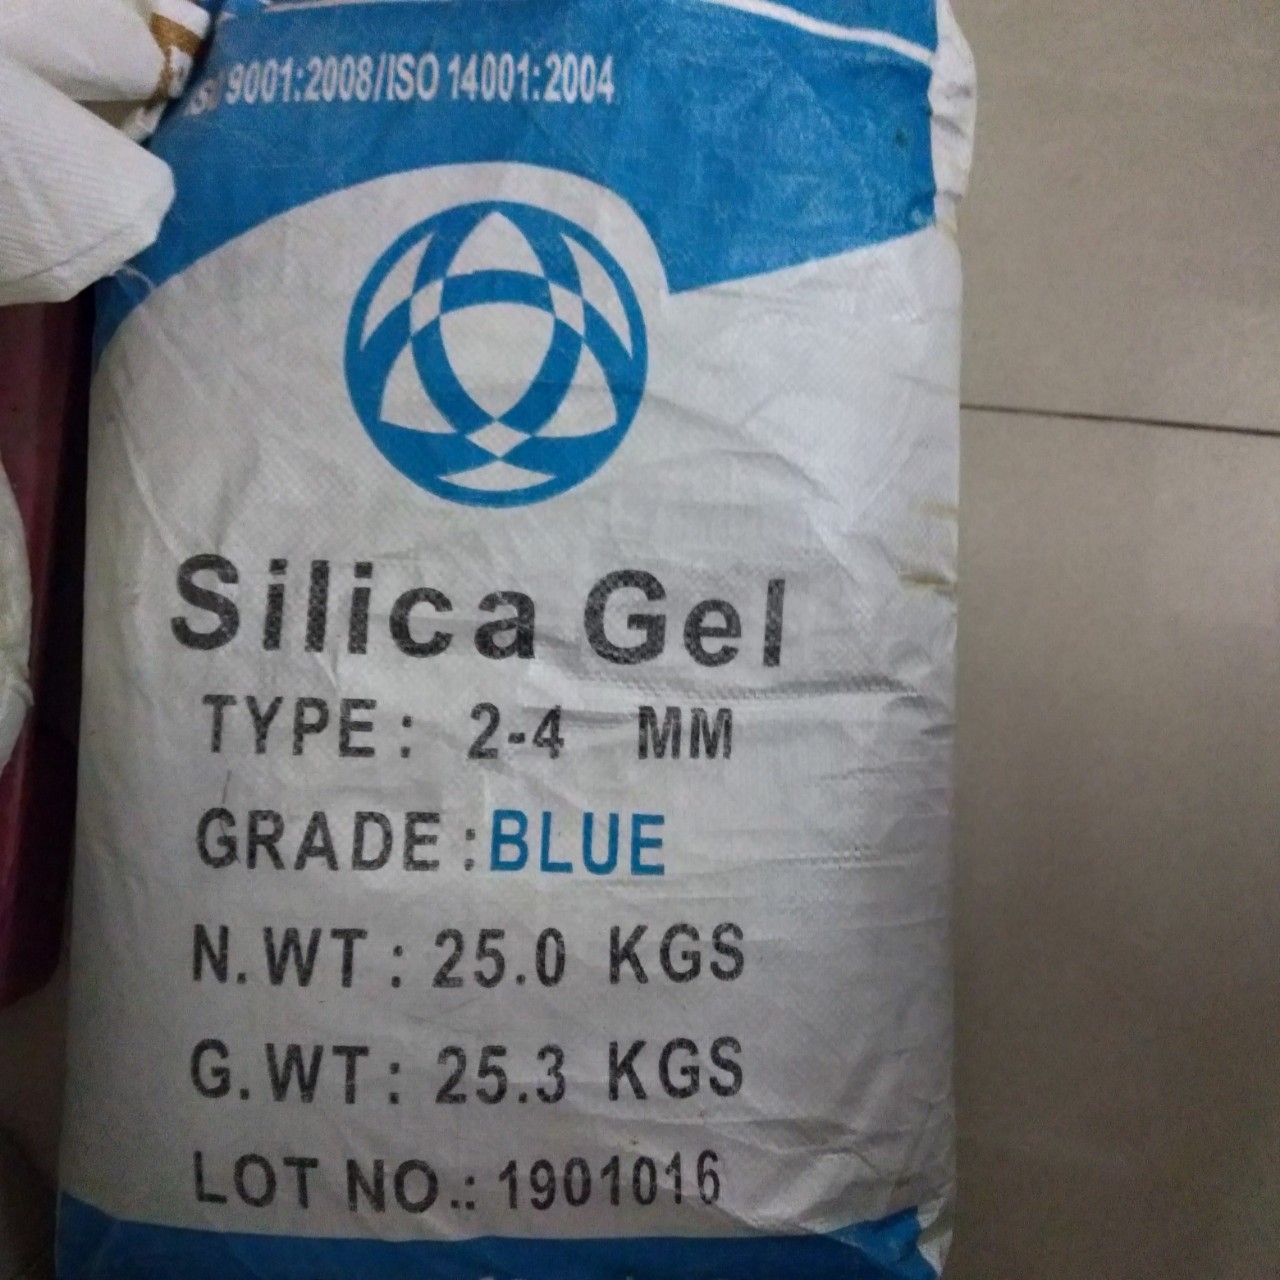 ISO 9001:2008/ISO 14001:2004
Silica Gel
TYPE: 2-4 MM
GRADE:BLUE
N.WT: 25.0 KGS
G.WT: 25.3 KGS
LOT NO.: 1901016